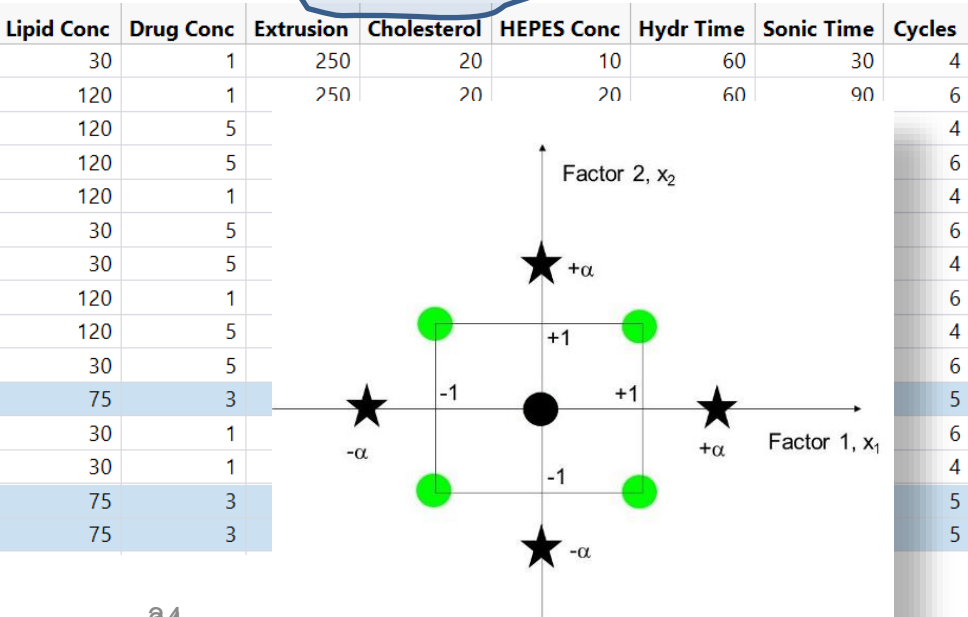 Lipid Conc Drug Conc Extrusion Cholesterol HEPES Conc Hydr Time Sonic Time Cycles
30 1 250 20 10 60 30 4
120 1 250 20 20 60 90 6
120 5 4
120 5 6
120 1 4
30 5 6
30 5 4
120 1 6
120 5 4
30 5 6
75 3 5
30 1 6
30 1 4
75 3 5
75 3 5
Factor 2, x₂
+α
+1
-1 +1
-α +α Factor 1, x₁
-1
-α